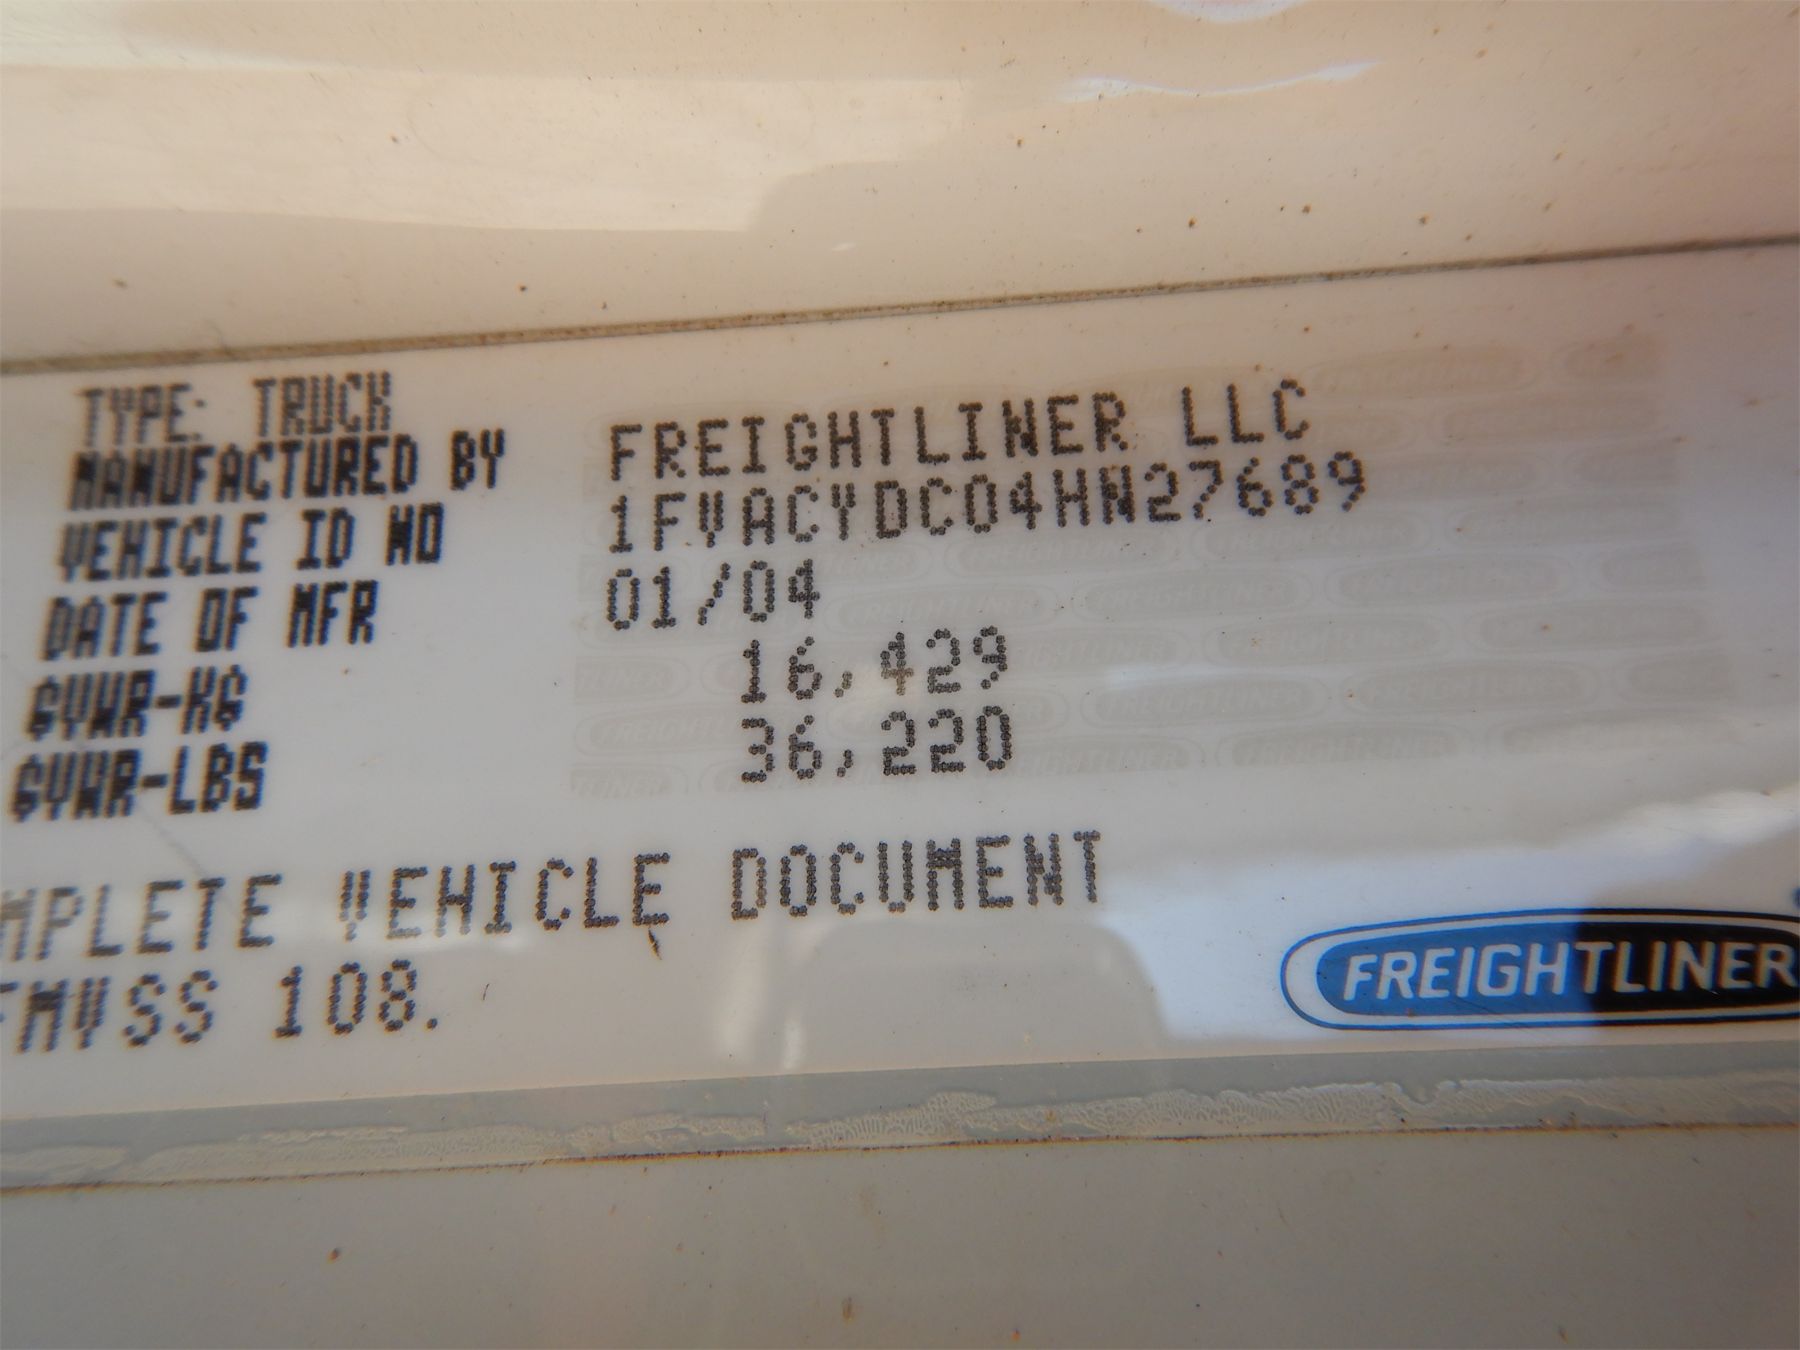 TYPE: TRUCK
MANUFACTURED BY FREIGHTLINER LLC
VEHICLE ID NO 1FVACYDC04HN27689
DATE OF MFR 01/04
GVWR-KG 16,429
GVWR-LBS 36,220
MPLETE VEHICLE DOCUMENT
FMVSS 108.
FREIGHTLINER